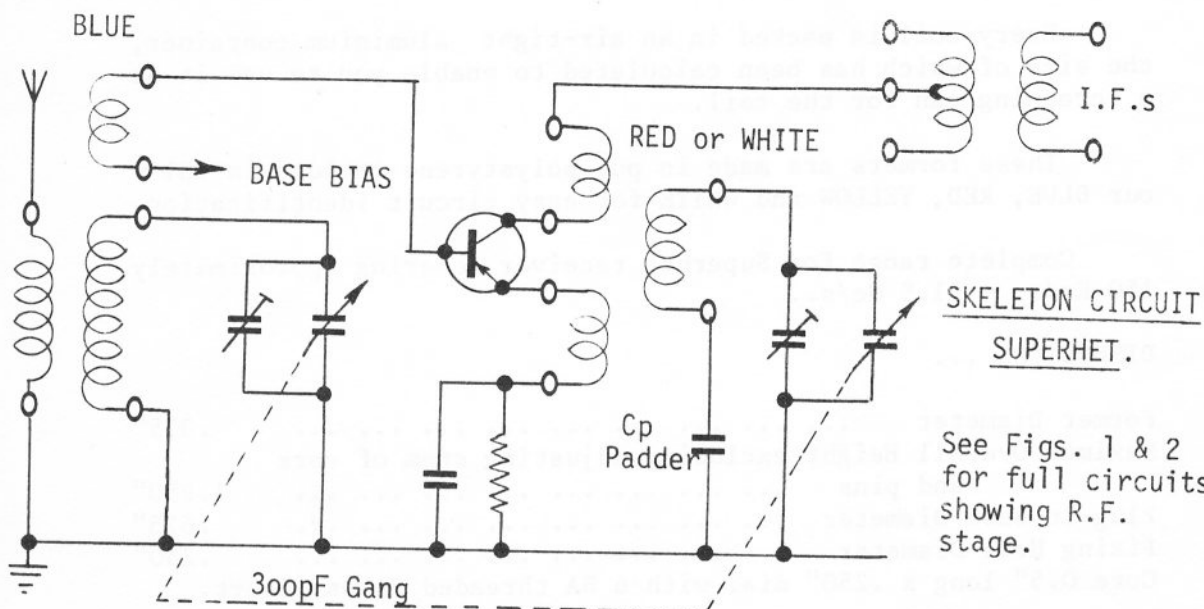 BLUE
BASE BIAS
RED or WHITE
I.F.s
SKELETON CIRCUIT
SUPERHET.
Cp
Padder
See Figs. 1 & 2
for full circuits
showing R.F.
stage.
300pF Gang